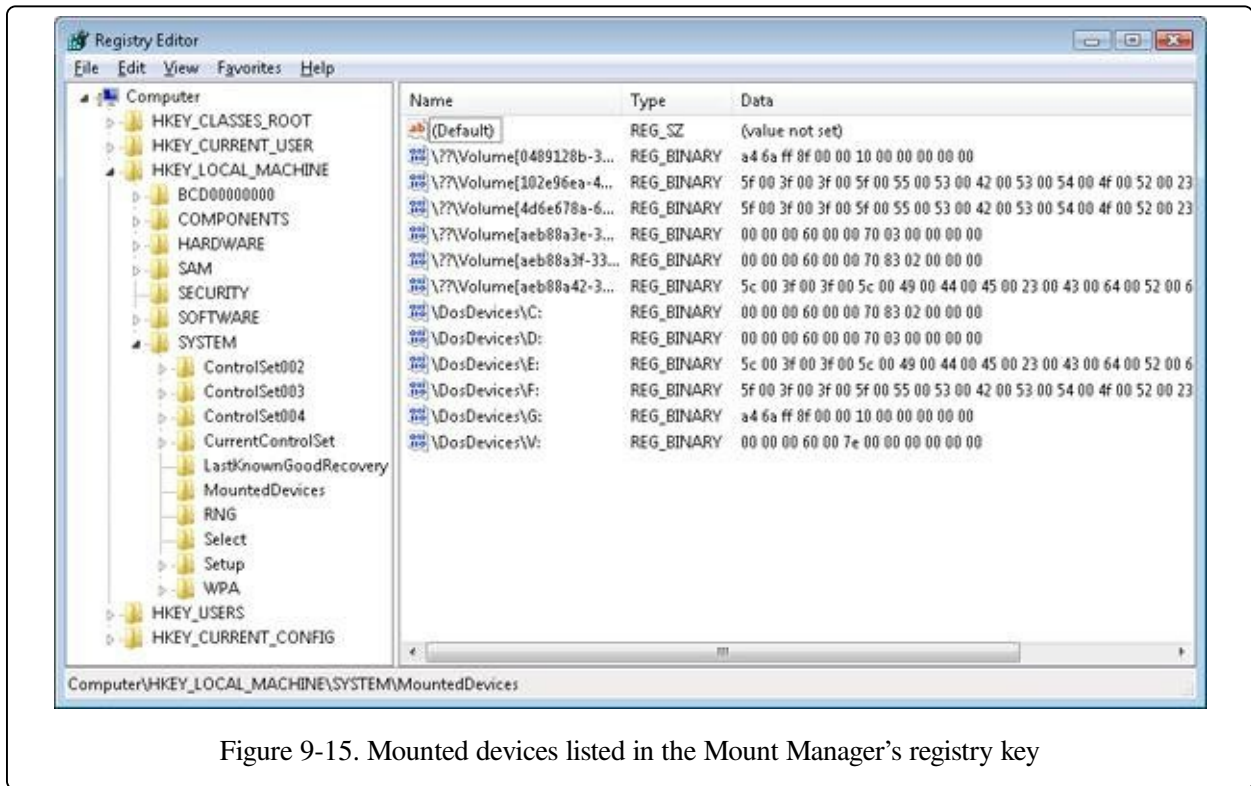 Registry Editor
File Edit View Favorites Help
Computer
HKEY_CLASSES_ROOT
HKEY_CURRENT_USER
HKEY_LOCAL_MACHINE
BCD00000000
COMPONENTS
HARDWARE
SAM
SECURITY
SOFTWARE
SYSTEM
ControlSet002
ControlSet003
ControlSet004
CurrentControlSet
LastKnownGoodRecovery
MountedDevices
RNG
Select
Setup
WPA
HKEY_USERS
HKEY_CURRENT_CONFIG
Name Type Data
(Default) REG_SZ (value not set)
\??\Volume{0489128b-3... REG_BINARY a4 6a ff 8f 00 00 10 00 00 00 00 00
\??\Volume{102e96ea-4... REG_BINARY 5f 00 3f 00 3f 00 5f 00 55 00 53 00 42 00 53 00 54 00 4f 00 52 00 23
\??\Volume{4d6e678a-6... REG_BINARY 5f 00 3f 00 3f 00 5f 00 55 00 53 00 42 00 53 00 54 00 4f 00 52 00 23
\??\Volume{aeb88a3e-3... REG_BINARY 00 00 00 60 00 00 70 03 00 00 00 00
\??\Volume{aeb88a3f-33... REG_BINARY 00 00 00 60 00 00 70 83 02 00 00 00
\??\Volume{aeb88a42-3... REG_BINARY 5c 00 3f 00 3f 00 5c 00 49 00 44 00 45 00 23 00 43 00 64 00 52 00 6
\DosDevices\C: REG_BINARY 00 00 00 60 00 00 70 83 02 00 00 00
\DosDevices\D: REG_BINARY 00 00 00 60 00 00 70 03 00 00 00 00
\DosDevices\E: REG_BINARY 5c 00 3f 00 3f 00 5c 00 49 00 44 00 45 00 23 00 43 00 64 00 52 00 6
\DosDevices\F: REG_BINARY 5f 00 3f 00 3f 00 5f 00 55 00 53 00 42 00 53 00 54 00 4f 00 52 00 23
\DosDevices\G: REG_BINARY a4 6a ff 8f 00 00 10 00 00 00 00 00
\DosDevices\V: REG_BINARY 00 00 00 60 00 7e 00 00 00 00 00 00
Computer\HKEY_LOCAL_MACHINE\SYSTEM\MountedDevices
Figure 9-15. Mounted devices listed in the Mount Manager’s registry key